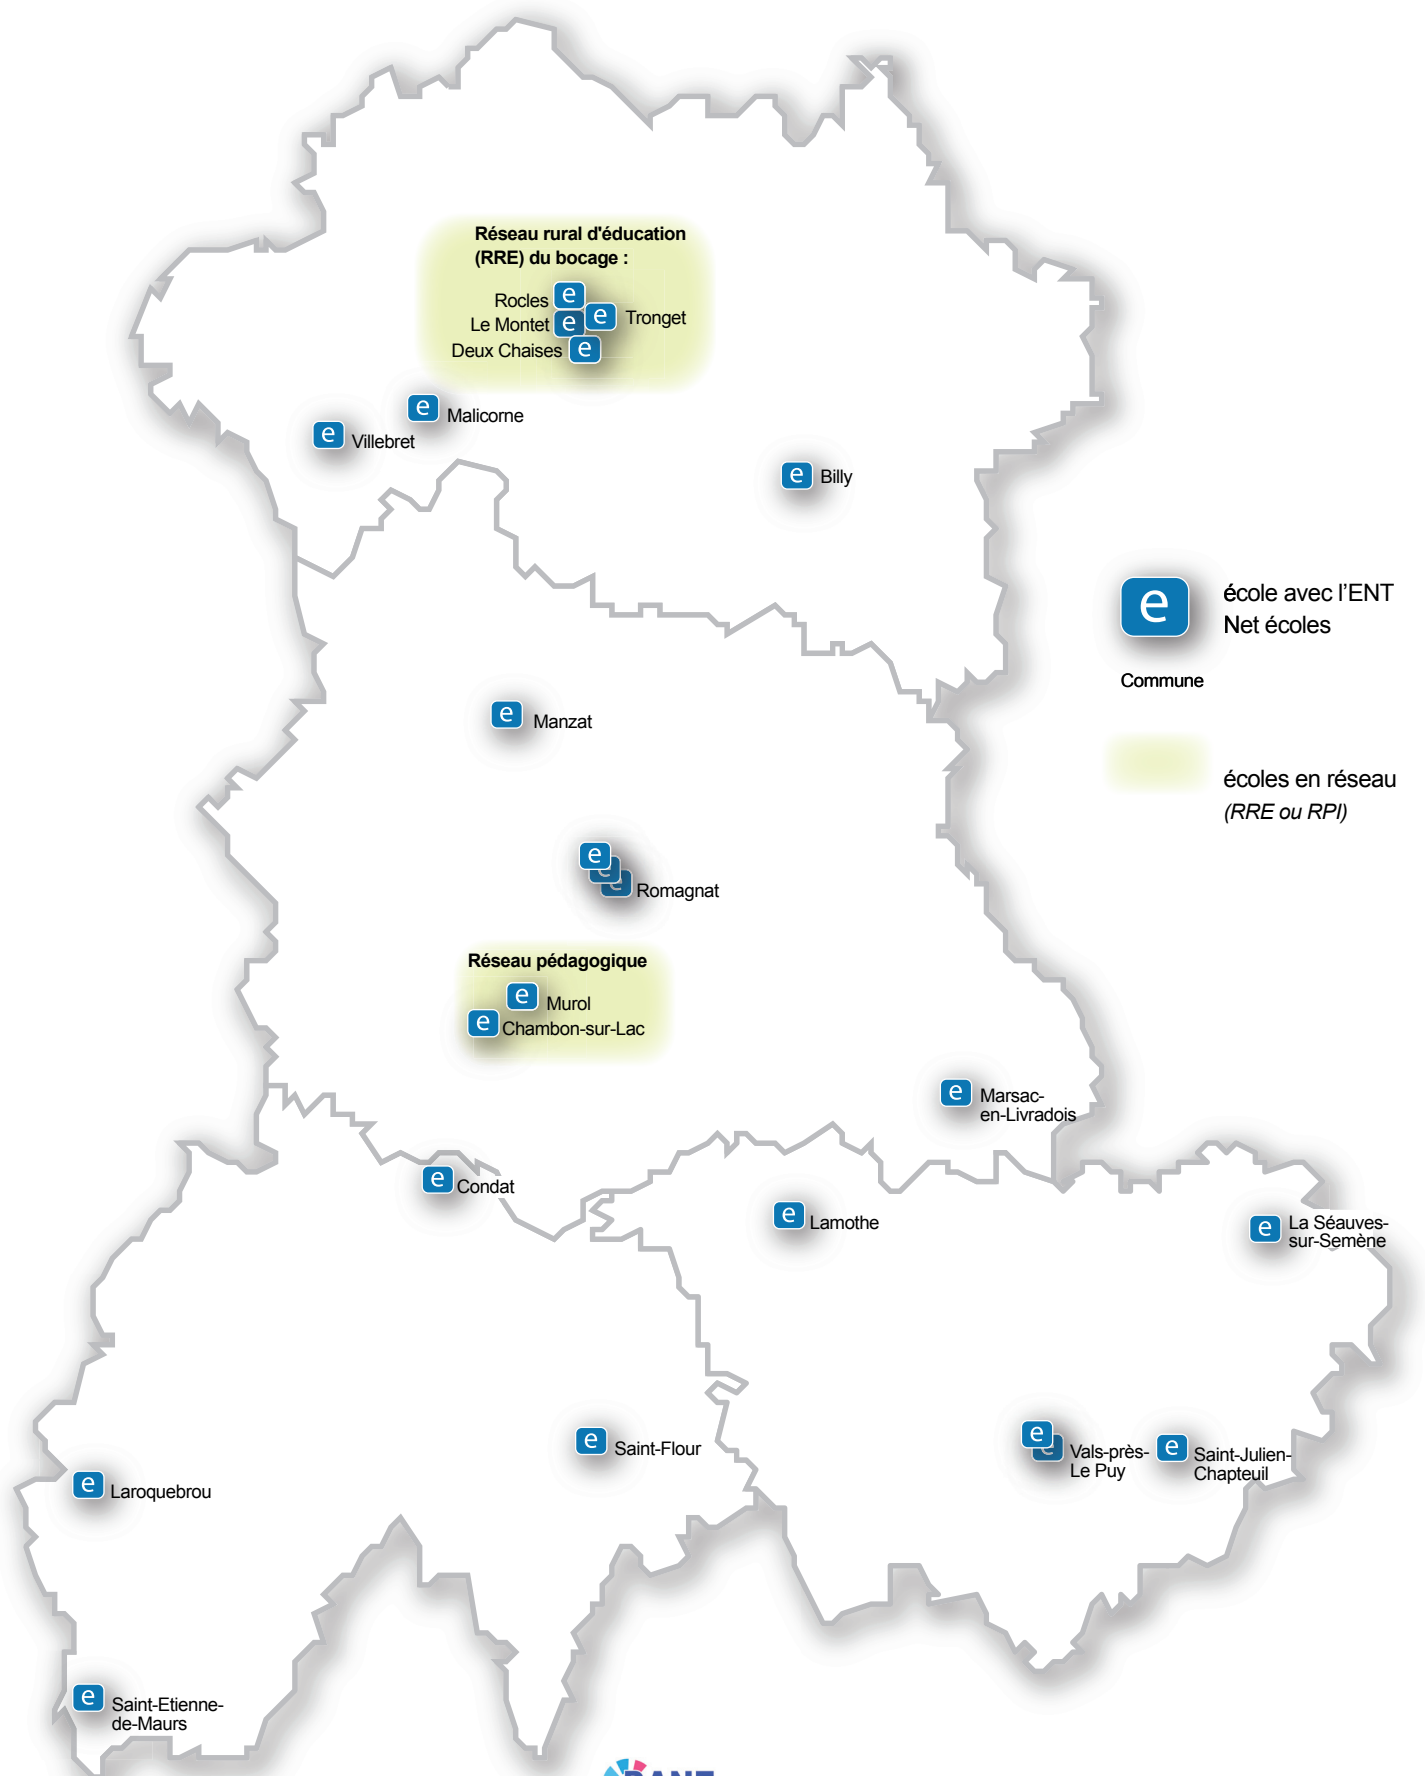 Réseau rural d'éducation
(RRE) du bocage :
e
Rocles
e
Tronget
e
Le Montet
e
Deux Chaises
e
e
Malicorne
e
Villebret
e
Billy
e
école avec l'ENT
Net écoles
Commune
e
Manzat
écoles en réseau
(RRE ou RPI)
e
e
e
Romagnat
Réseau pédagogique
e
Murol
e
Chambon-sur-Lac
e
Marsac-
en-Livradois
e
Condat
e
Lamothe
e
La Séauves-
sur-Semène
e
Saint-Flour
e
e
Vals-près-
Le Puy
e
Saint-Julien-
Chapteuil
e
Laroquebrou
e
Saint-Etienne-
de-Maurs